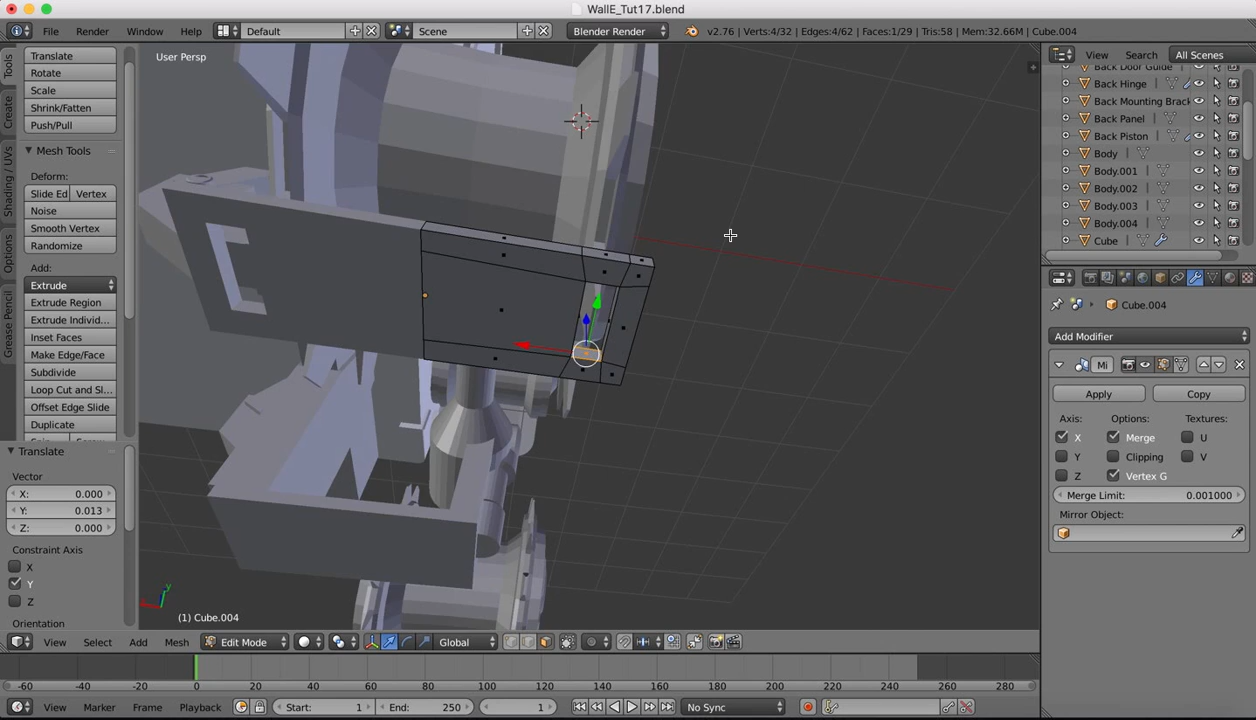 WallE_Tut17.blend
File Render Window Help Default Scene Blender Render v2.76 | Verts:4/32 | Edges:4/62 | Faces:1/29 | Tris:58 | Mem:32.66M | Cube.004
Tools
Create
Shading / UVs
Options
Grease Pencil
Translate
Rotate
Scale
Shrink/Fatten
Push/Pull
Mesh Tools
Deform:
Slide Ed Vertex
Noise
Smooth Vertex
Randomize
Add:
Extrude
Extrude Region
Extrude Individ...
Inset Faces
Make Edge/Face
Subdivide
Loop Cut and Sl...
Offset Edge Slide
Duplicate
Translate
Vector
X: 0.000
Y: 0.013
Z: 0.000
Constraint Axis
X
Y
Z
Orientation
User Persp
(1) Cube.004
View Select Add Mesh Edit Mode Global
-60 -40 -20 0 20 40 60 80 100 120 140 160 180 200 220 240 260 280
View Marker Frame Playback Start: 1 End: 250 1 No Sync
View Search All Scenes
Back Door Guide
Back Hinge
Back Mounting Brack
Back Panel
Back Piston
Body
Body.001
Body.002
Body.003
Body.004
Cube
Cube.004
Add Modifier
Mi
Apply Copy
Axis: Options: Textures:
X Merge U
Y Clipping V
Z Vertex G
Merge Limit: 0.001000
Mirror Object: